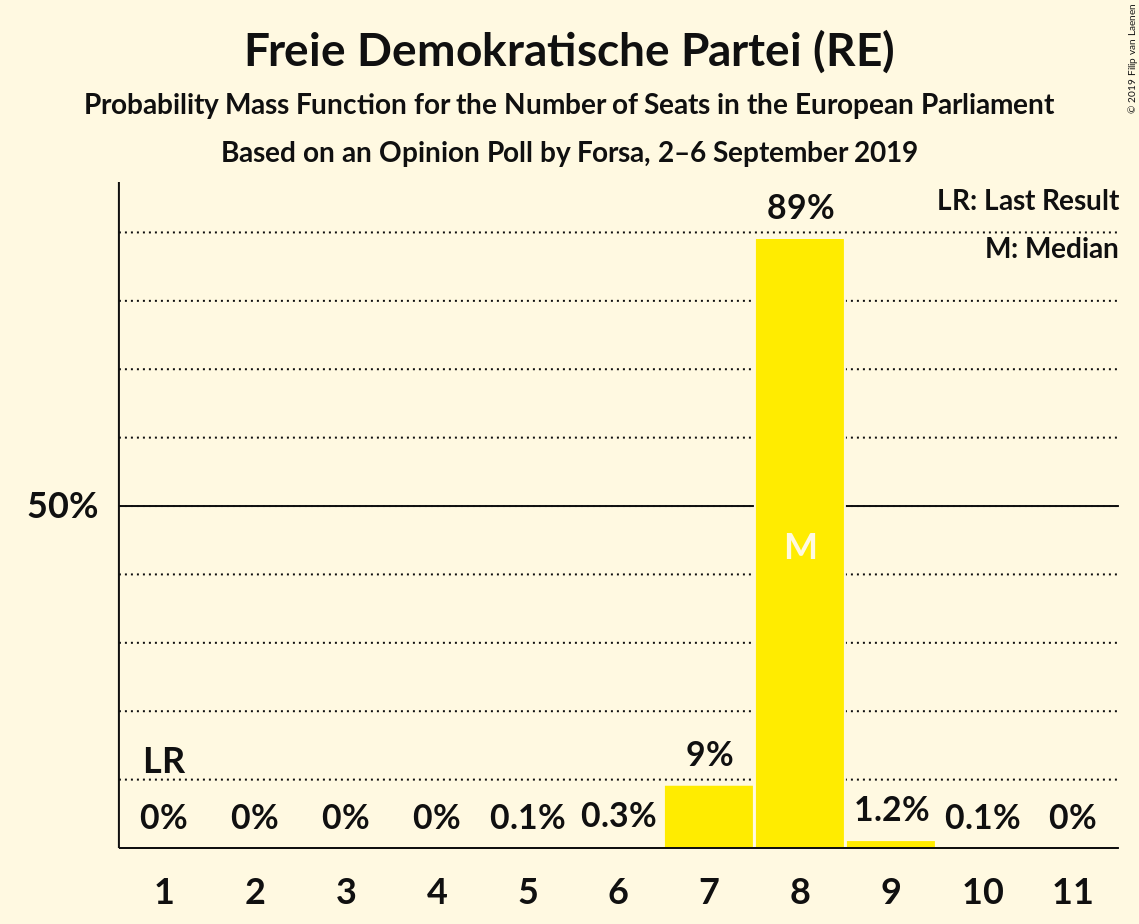 Freie Demokratische Partei (RE)
Probability Mass Function for the Number of Seats in the European Parliament
Based on an Opinion Poll by Forsa, 2–6 September 2019
© 2019 Filip van Laenen
LR: Last Result
M: Median
89%
50%
M
LR
9%
0% 0% 0% 0% 0.1% 0.3% 1.2% 0.1% 0%
1 2 3 4 5 6 7 8 9 10 11